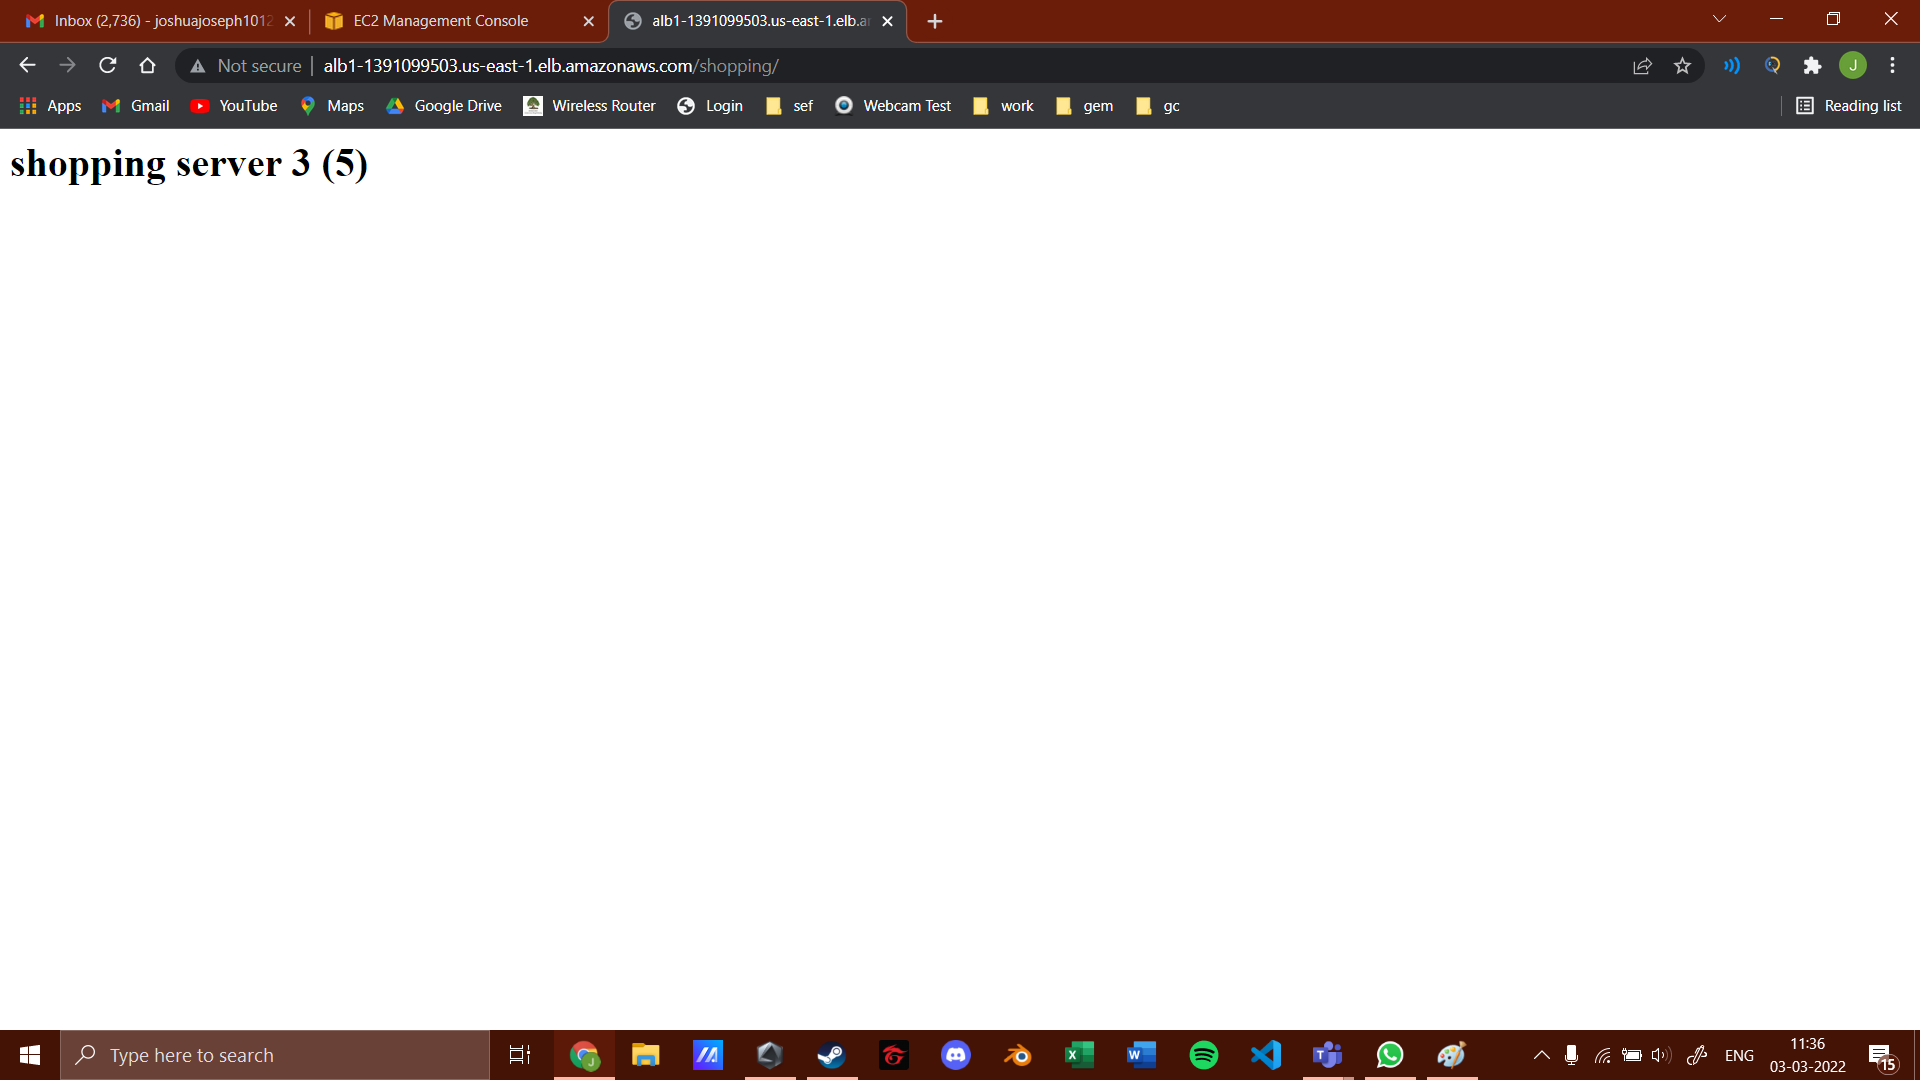 Inbox (2,736) - joshuajoseph1012
EC2 Management Console
alb1-1391099503.us-east-1.elb.a
Not secure
alb1-1391099503.us-east-1.elb.amazonaws.com/shopping/
J
Apps
Gmail
YouTube
Maps
Google Drive
Wireless Router
Login
sef
Webcam Test
work
gem
gc
Reading list
shopping server 3 (5)
Type here to search
ENG
11:36
03-03-2022
15